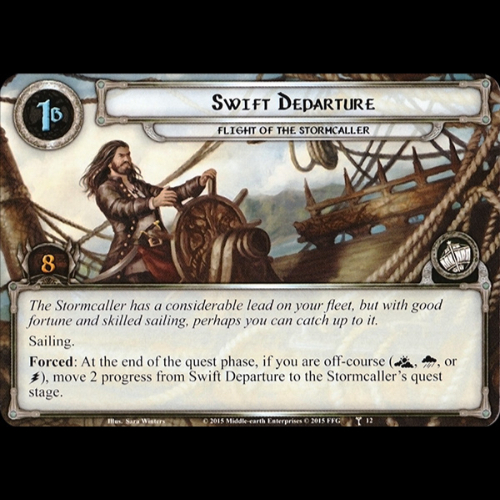 1B
SWIFT DEPARTURE
FLIGHT OF THE STORMCALLER
8
The Stormcaller has a considerable lead on your fleet, but with good
fortune and skilled sailing, perhaps you can catch up to it.
Sailing.
Forced: At the end of the quest phase, if you are off-course ( , , or
), move 2 progress from Swift Departure to the Stormcaller's quest
stage.
Illus. Sara Winters © 2015 Middle-earth Enterprises © 2015 FFG 12